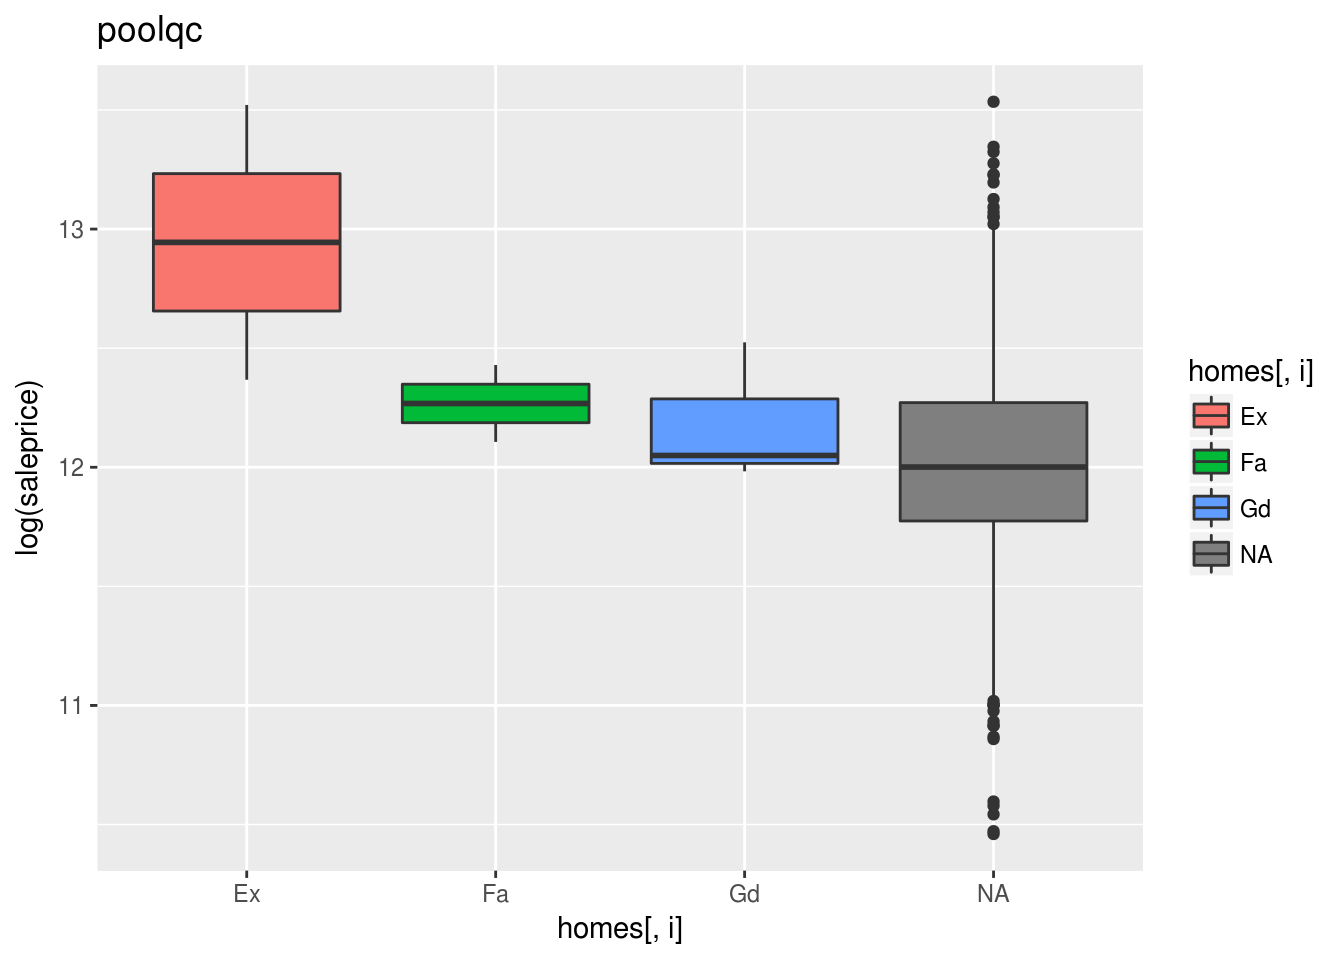 poolqc
log(saleprice)
13
12
11
Ex
Fa
Gd
NA
homes[, i]
homes[, i]
Ex
Fa
Gd
NA